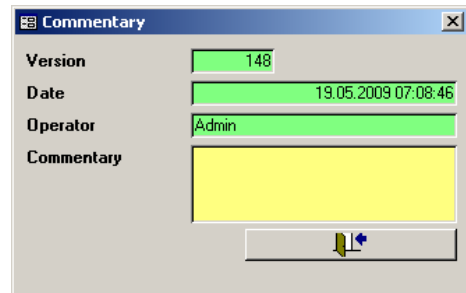 Commentary
Version 148
Date 19.05.2009 07:08:46
Operator Admin
Commentary